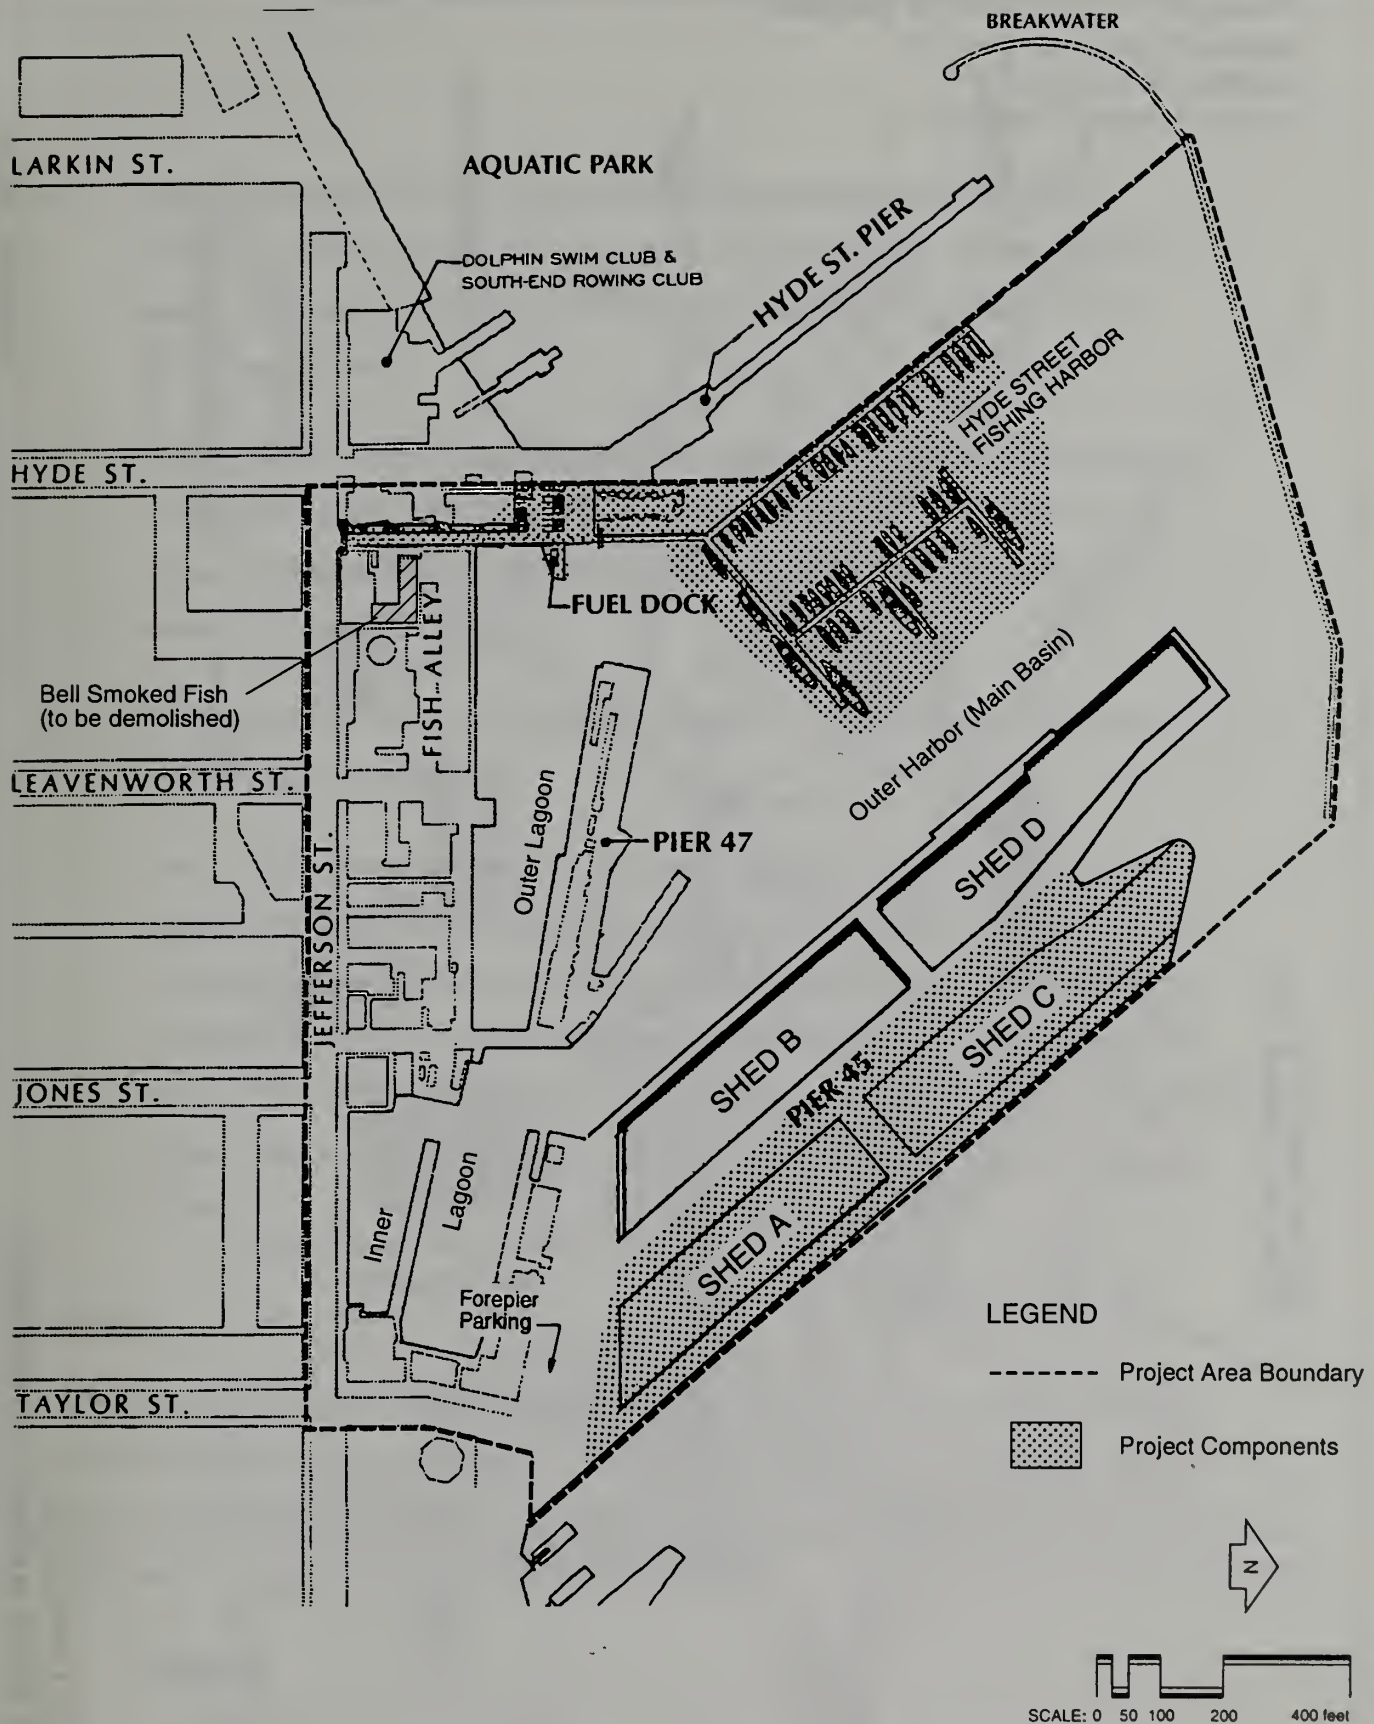 BREAKWATER
LARKIN ST.
AQUATIC PARK
DOLPHIN SWIM CLUB &
SOUTH-END ROWING CLUB
HYDE ST. PIER
HYDE STREET
FISHING HARBOR
HYDE ST.
FUEL DOCK
FISH ALLEY
Bell Smoked Fish
(to be demolished)
Outer Harbor (Main Basin)
LEAVENWORTH ST.
Outer Lagoon
PIER 47
JEFFERSON ST.
SHED D
SHED B
SHED C
PIER 45
JONES ST.
Inner
Lagoon
SHED A
Forepier
Parking
TAYLOR ST.
LEGEND
Project Area Boundary
Project Components
N
SCALE: 0 50 100 200 400 feet